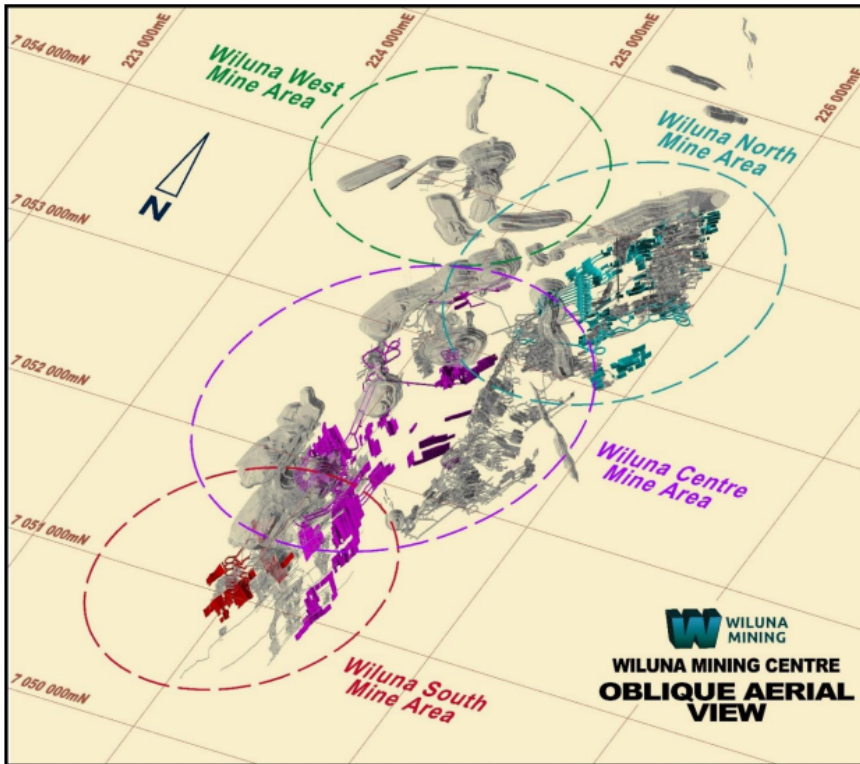 7 054 000mN
223 000mE
224 000mE
225 000mE
226 000mE
Wiluna West
Mine Area
Wiluna North
Mine Area
N
7 053 000mN
7 052 000mN
Wiluna Centre
Mine Area
7 051 000mN
7 050 000mN
Wiluna South
Mine Area
W WILUNA
MINING
WILUNA MINING CENTRE
OBLIQUE AERIAL
VIEW